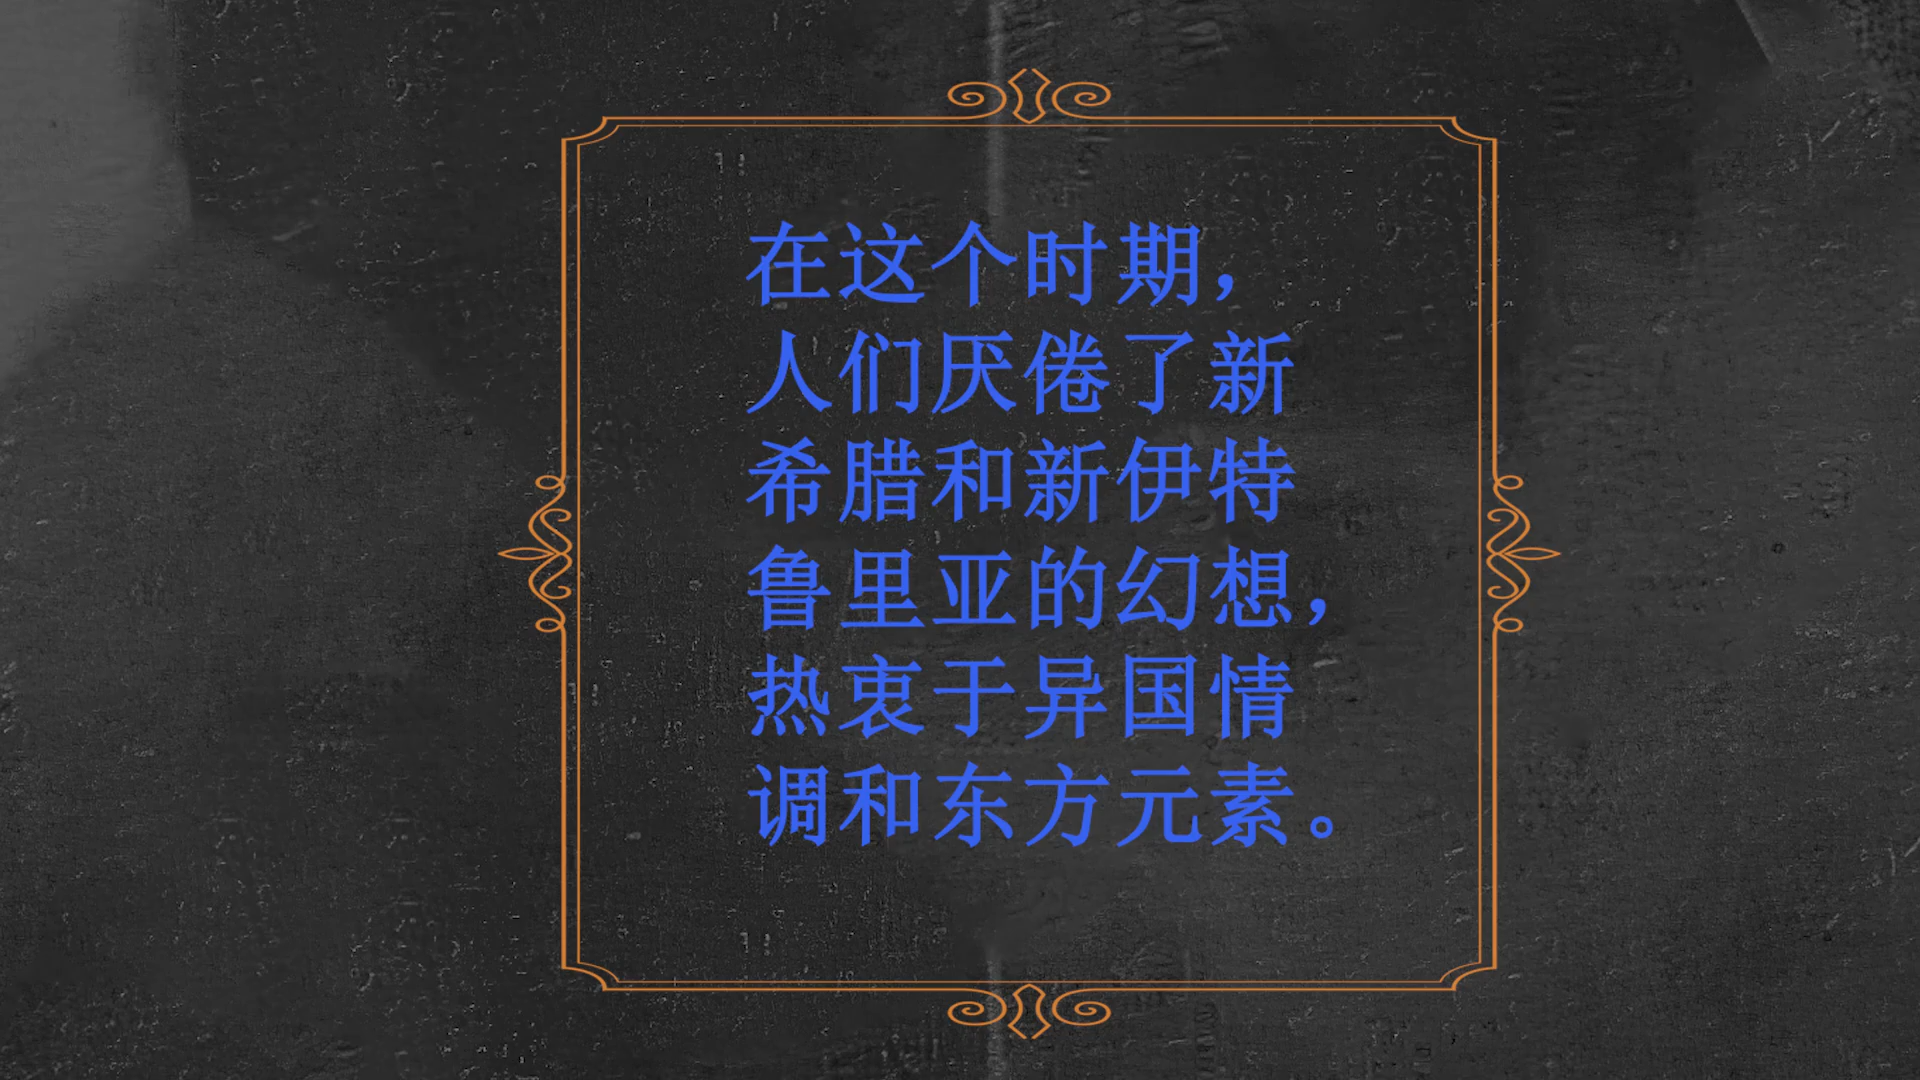 在这个时期，
人们厌倦了新
希腊和新伊特
鲁里亚的幻想，
热衷于异国情
调和东方元素。